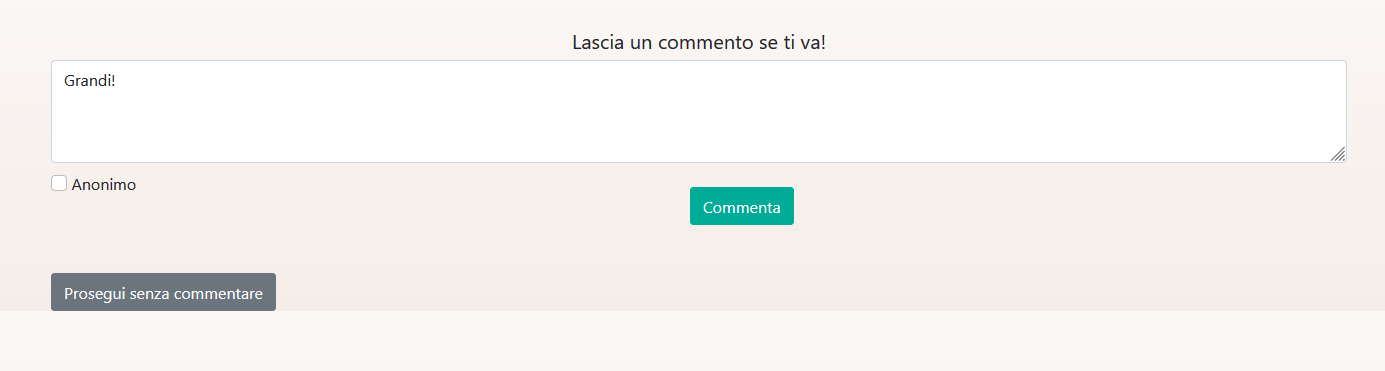 Lascia un commento se ti va!
Grandi!
Anonimo
Commenta
Prosegui senza commentare